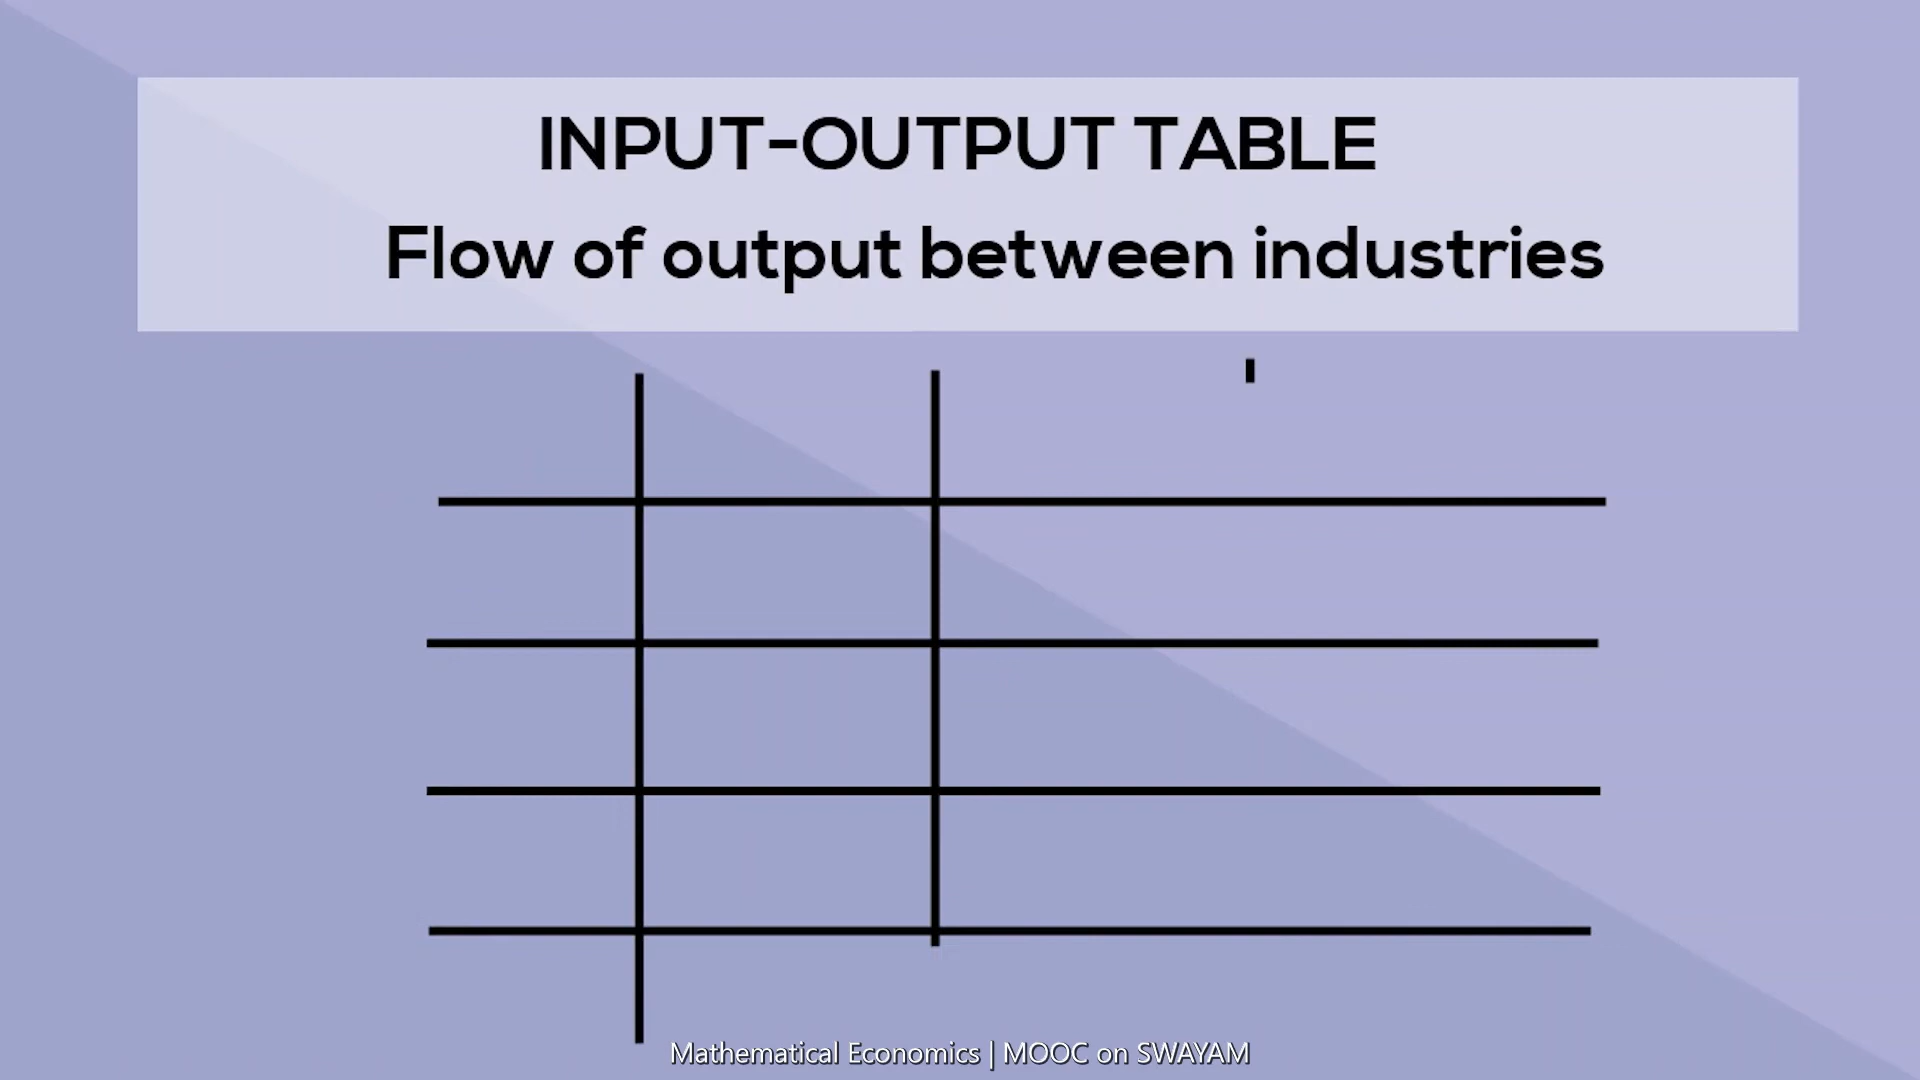 INPUT-OUTPUT TABLE
Flow of output between industries
Mathematical Economics | MOOC on SWAYAM